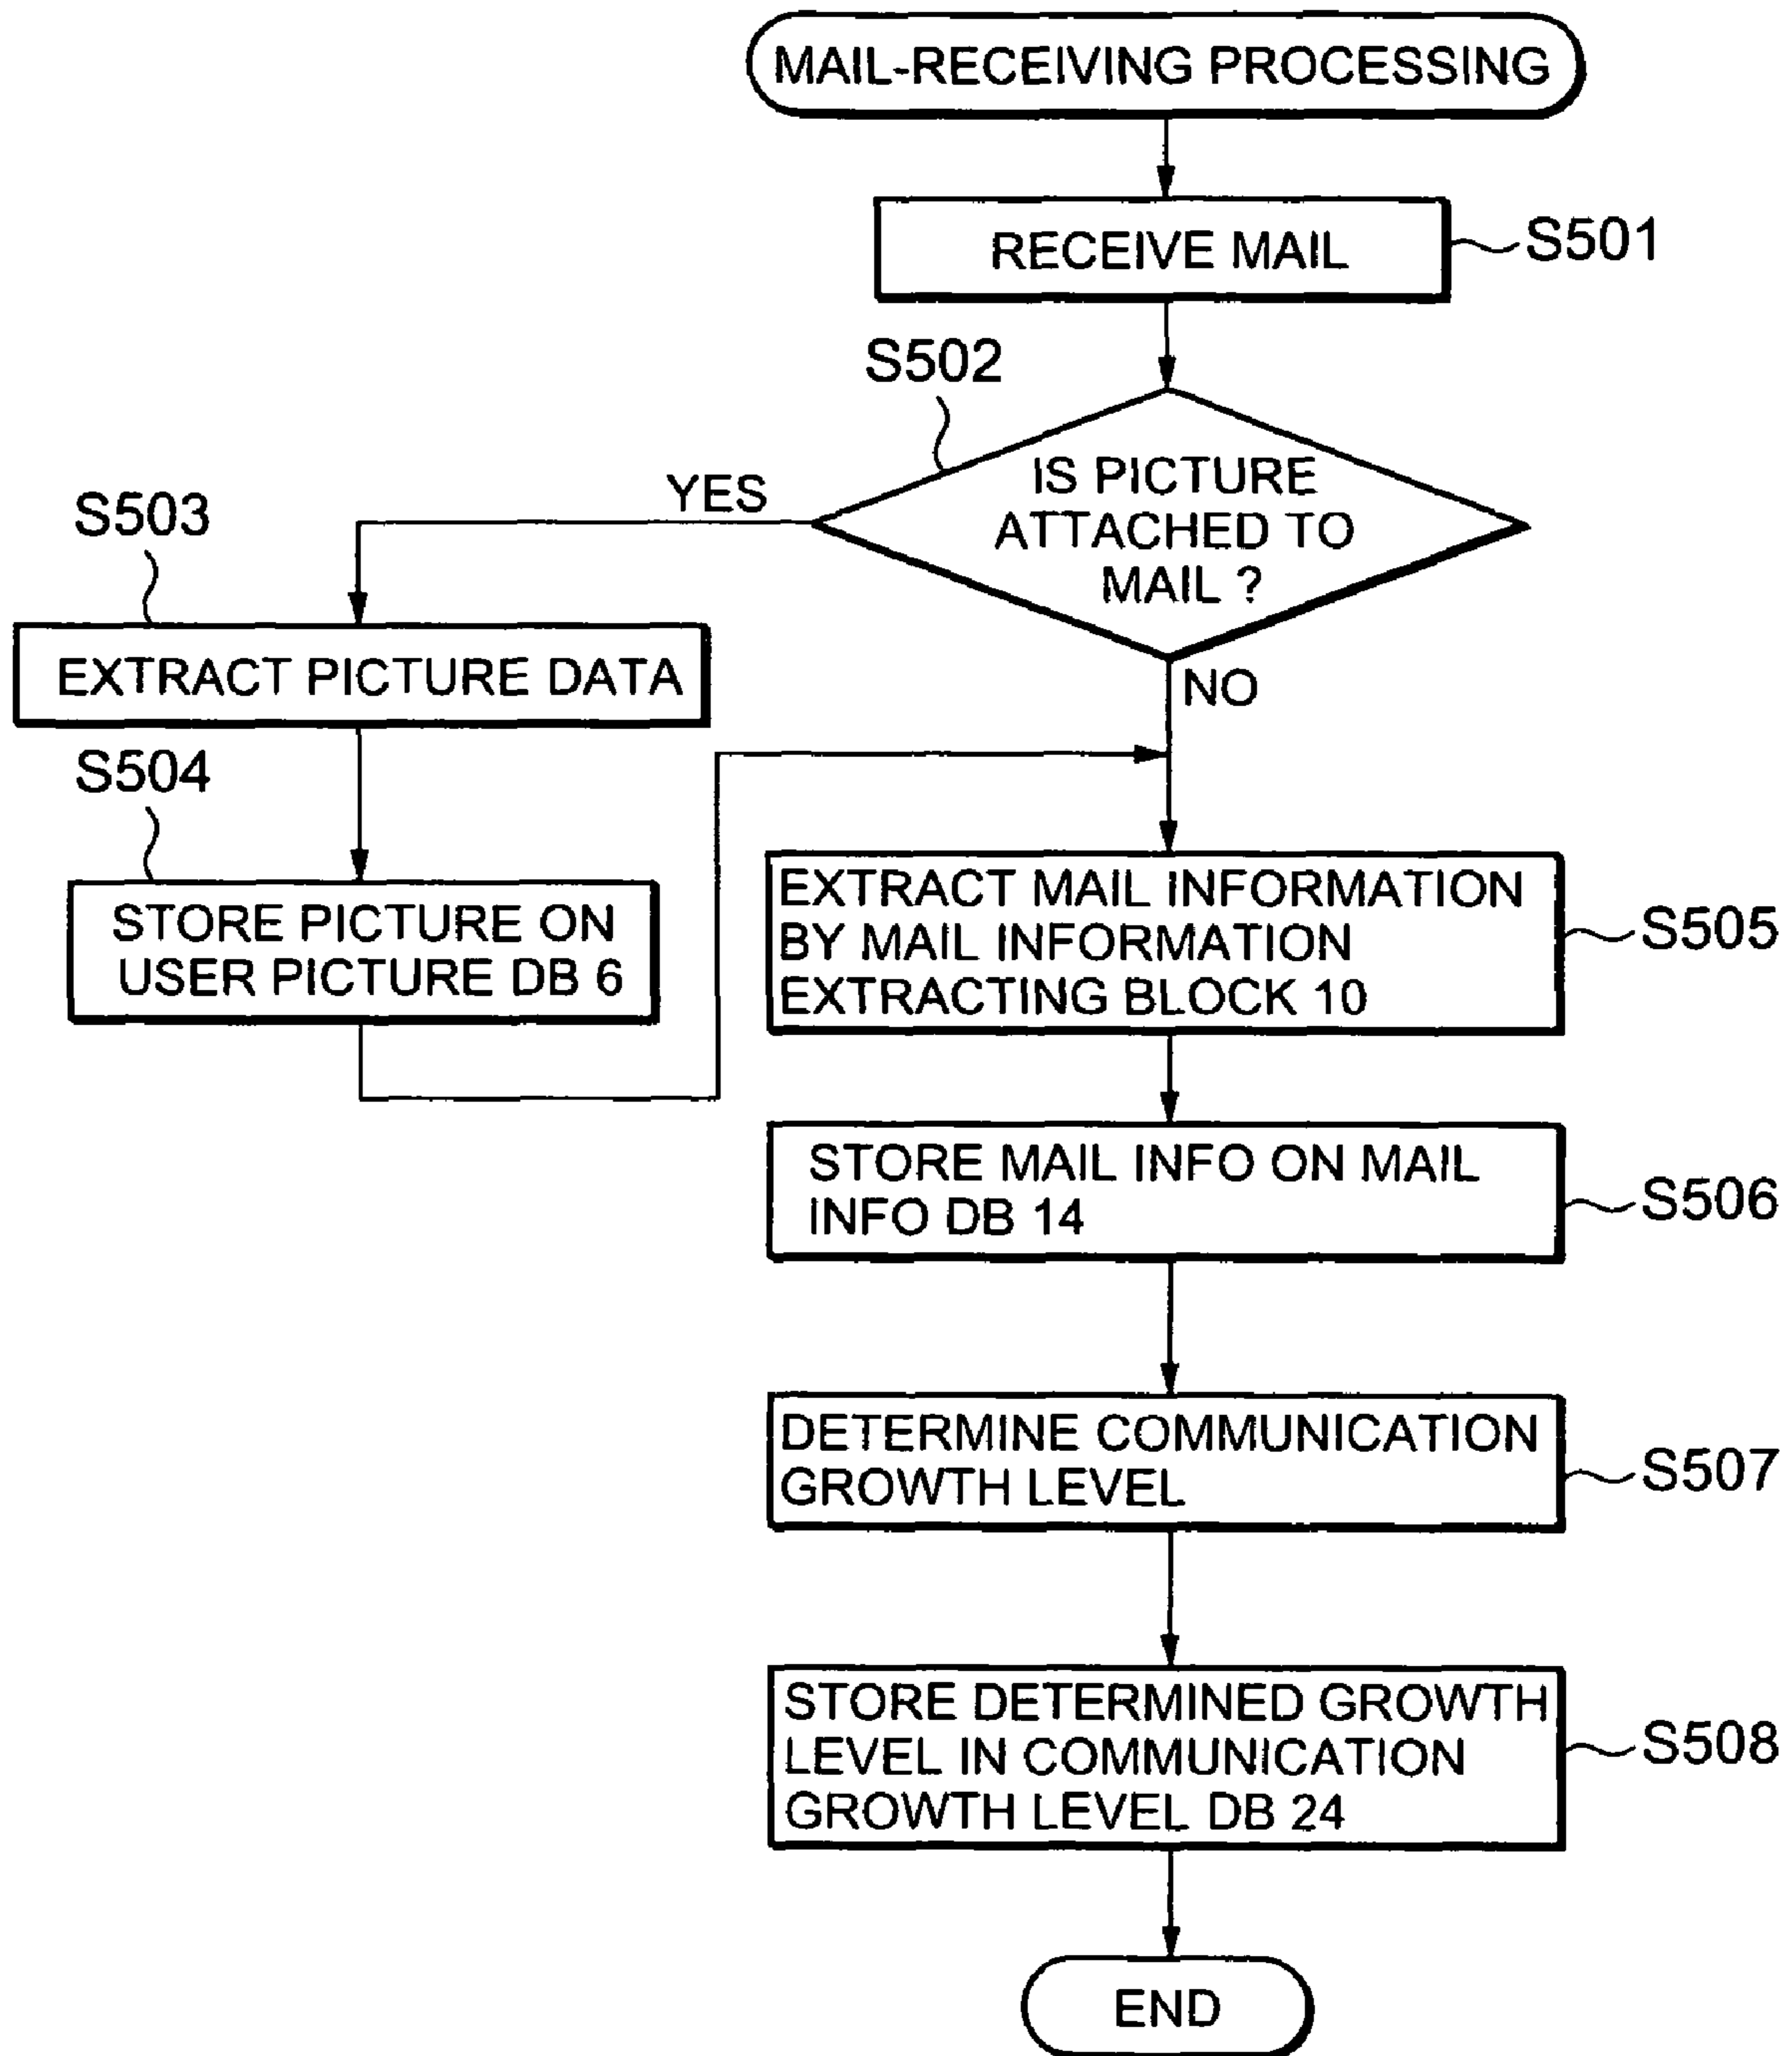 MAIL-RECEIVING PROCESSING
RECEIVE MAIL
S501
S502
IS PICTURE
ATTACHED TO
MAIL ?
YES
NO
S503
EXTRACT PICTURE DATA
S504
STORE PICTURE ON
USER PICTURE DB 6
EXTRACT MAIL INFORMATION
BY MAIL INFORMATION
EXTRACTING BLOCK 10
S505
STORE MAIL INFO ON MAIL
INFO DB 14
S506
DETERMINE COMMUNICATION
GROWTH LEVEL
S507
STORE DETERMINED GROWTH
LEVEL IN COMMUNICATION
GROWTH LEVEL DB 24
S508
END